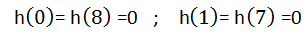 h(0)= h(8) =0   ;   h(1)= h(7) =0